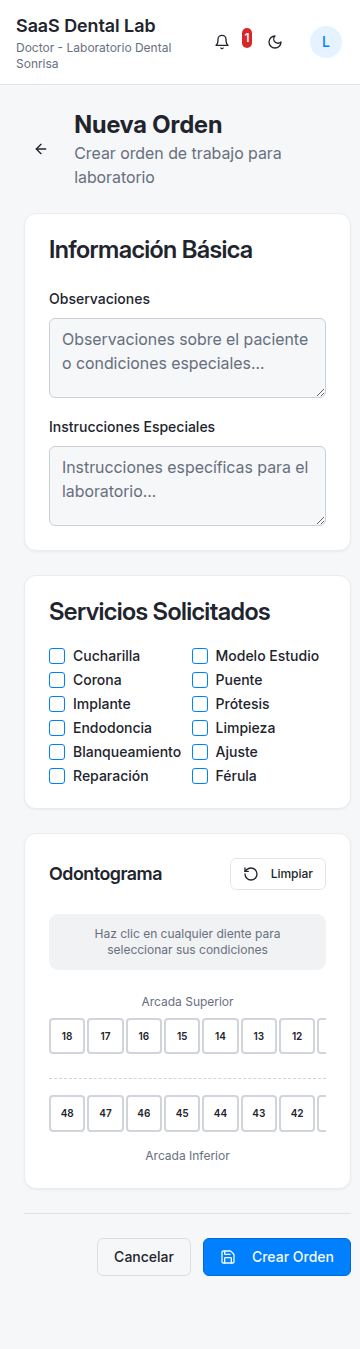 SaaS Dental Lab
Doctor - Laboratorio Dental
Sonrisa
1
L
Nueva Orden
Crear orden de trabajo para
laboratorio
Información Básica
Observaciones
Observaciones sobre el paciente
o condiciones especiales...
Instrucciones Especiales
Instrucciones específicas para el
laboratorio...
Servicios Solicitados
Cucharilla Modelo Estudio
Corona Puente
Implante Prótesis
Endodoncia Limpieza
Blanqueamiento Ajuste
Reparación Férula
Odontograma Limpiar
Haz clic en cualquier diente para
seleccionar sus condiciones
Arcada Superior
18 17 16 15 14 13 12
48 47 46 45 44 43 42
Arcada Inferior
Cancelar Crear Orden